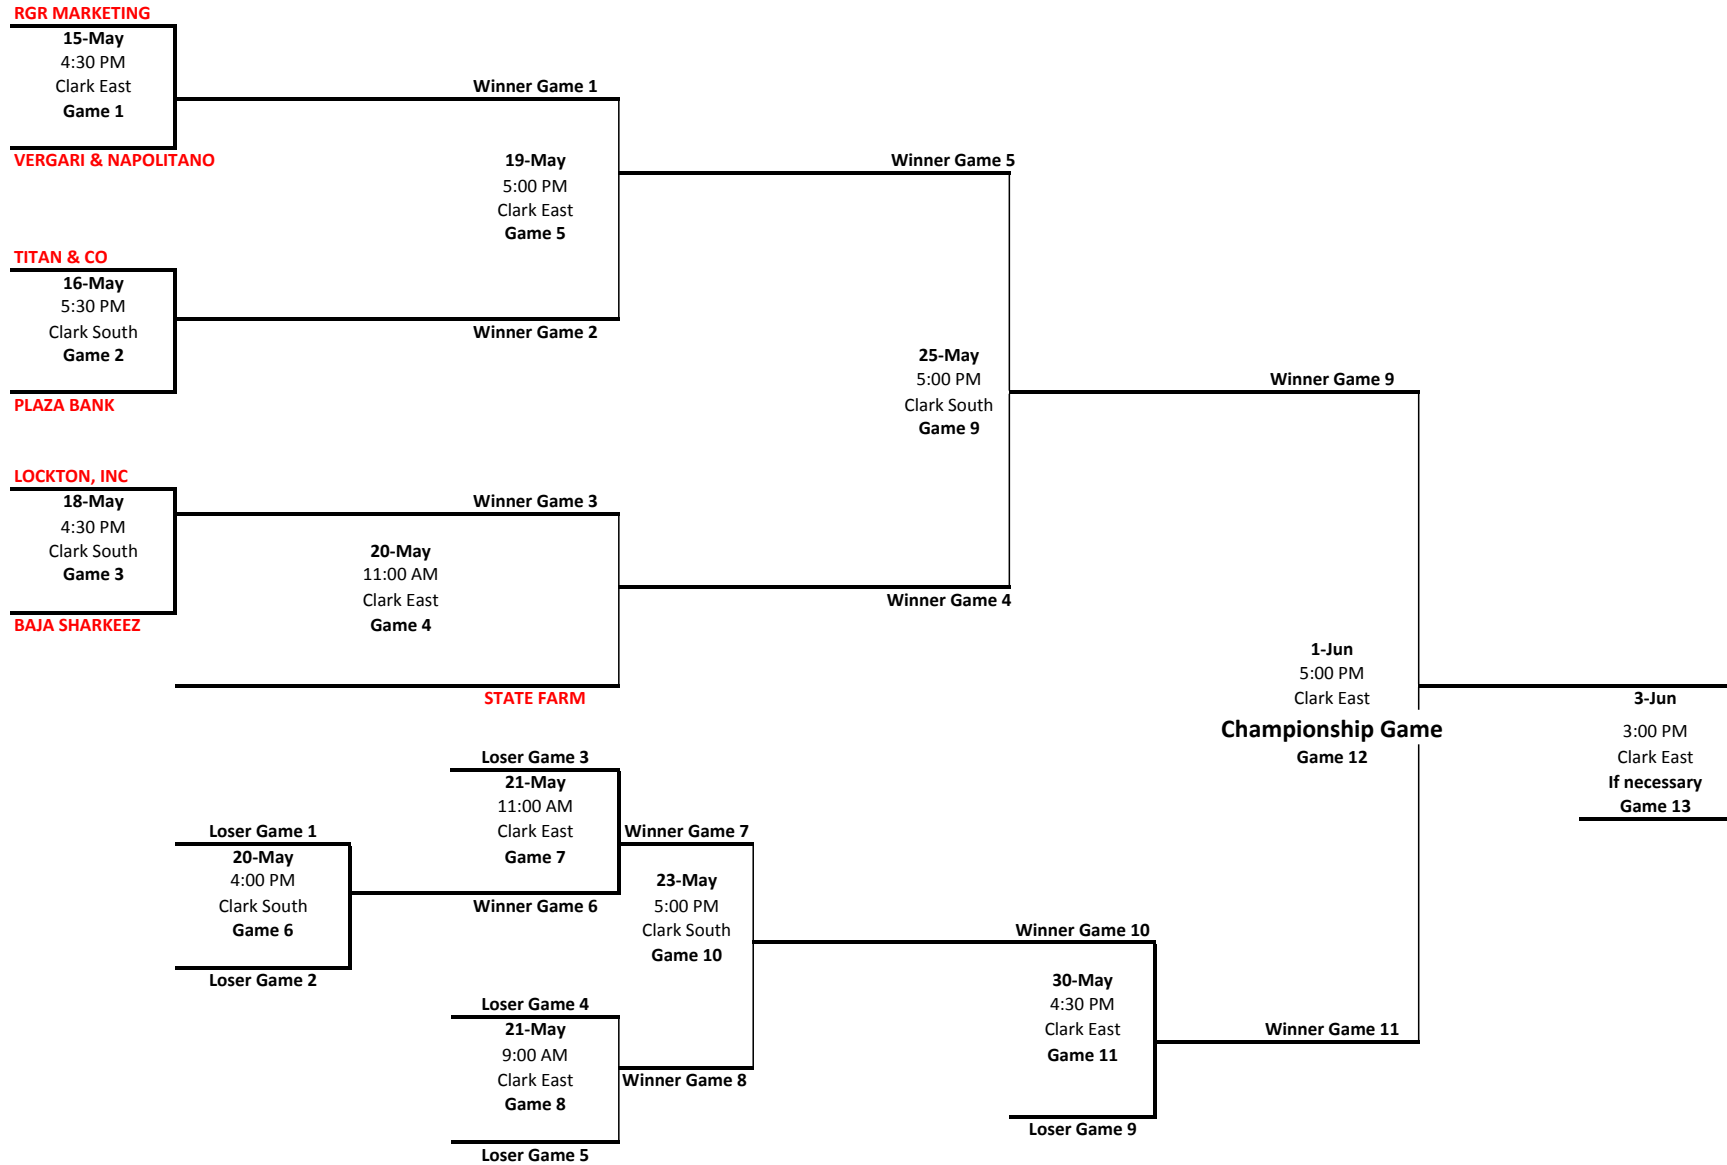 RGR MARKETING
15-May
4:30 PM
Clark East
Game 1
VERGARI & NAPOLITANO
Winner Game 1
19-May
5:00 PM
Clark East
Game 5
Winner Game 5
TITAN & CO
16-May
5:30 PM
Clark South
Game 2
PLAZA BANK
Winner Game 2
25-May
5:00 PM
Clark South
Game 9
Winner Game 9
LOCKTON, INC
18-May
4:30 PM
Clark South
Game 3
BAJA SHARKEEZ
Winner Game 3
20-May
11:00 AM
Clark East
Game 4
Winner Game 4
STATE FARM
1-Jun
5:00 PM
Clark East
Championship Game
Game 12
3-Jun
3:00 PM
Clark East
If necessary
Game 13
Loser Game 3
21-May
11:00 AM
Clark East
Game 7
Winner Game 7
Loser Game 1
20-May
4:00 PM
Clark South
Game 6
Loser Game 2
Winner Game 6
23-May
5:00 PM
Clark South
Game 10
Winner Game 10
Loser Game 4
21-May
9:00 AM
Clark East
Game 8
Loser Game 5
Winner Game 8
30-May
4:30 PM
Clark East
Game 11
Loser Game 9
Winner Game 11